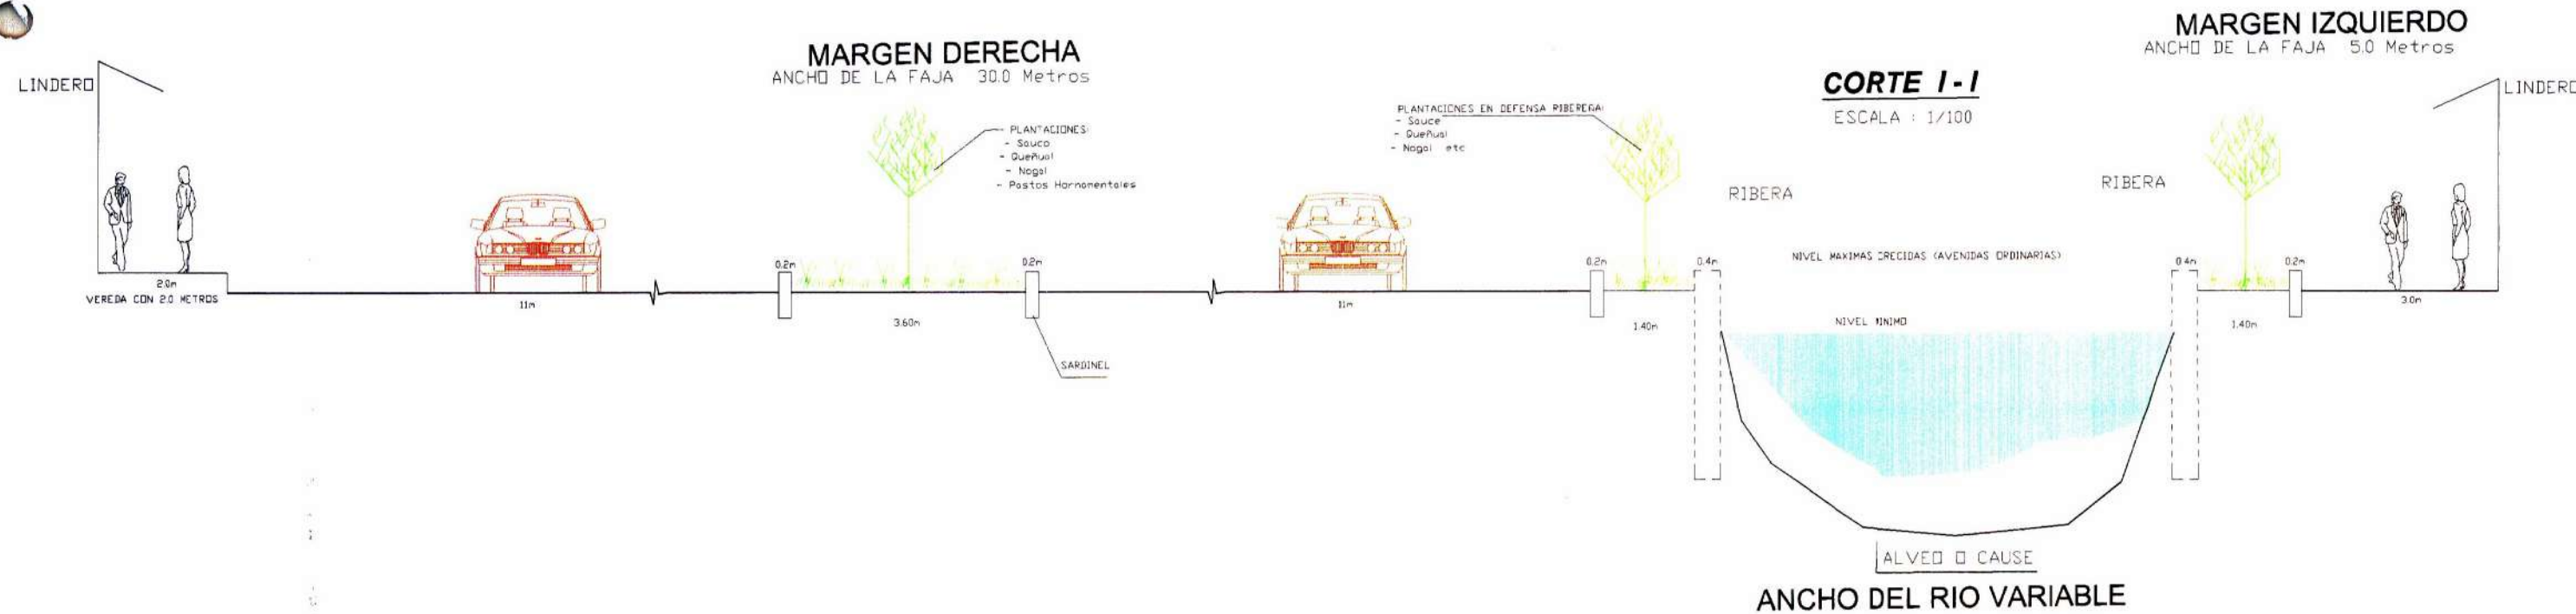 MARGEN IZQUIERDO
ANCHO DE LA FAJA 5.0 Metros
MARGEN DERECHA
ANCHO DE LA FAJA 30.0 Metros
LINDERO
CORTE I-I
ESCALA : 1/100
LINDERO
PLANTACIONES EN DEFENSA RIBEREGA:
- Sauce
- Queñual
- Nogal etc
PLANTACIONES:
- Sauco
- Queñual
- Nogal
- Pastos Hornamentales
RIBERA
RIBERA
0.2m
0.2m
0.2m
0.4m
NIVEL MAXIMAS CRECIDAS (AVENIDAS ORDINARIAS)
0.4m
0.2m
2.0m
VEREDA CON 2.0 METROS
11m
3.60m
11m
1.40m
NIVEL MINIMO
1.40m
3.0m
SARDINEL
ALVEO O CAUSE
ANCHO DEL RIO VARIABLE